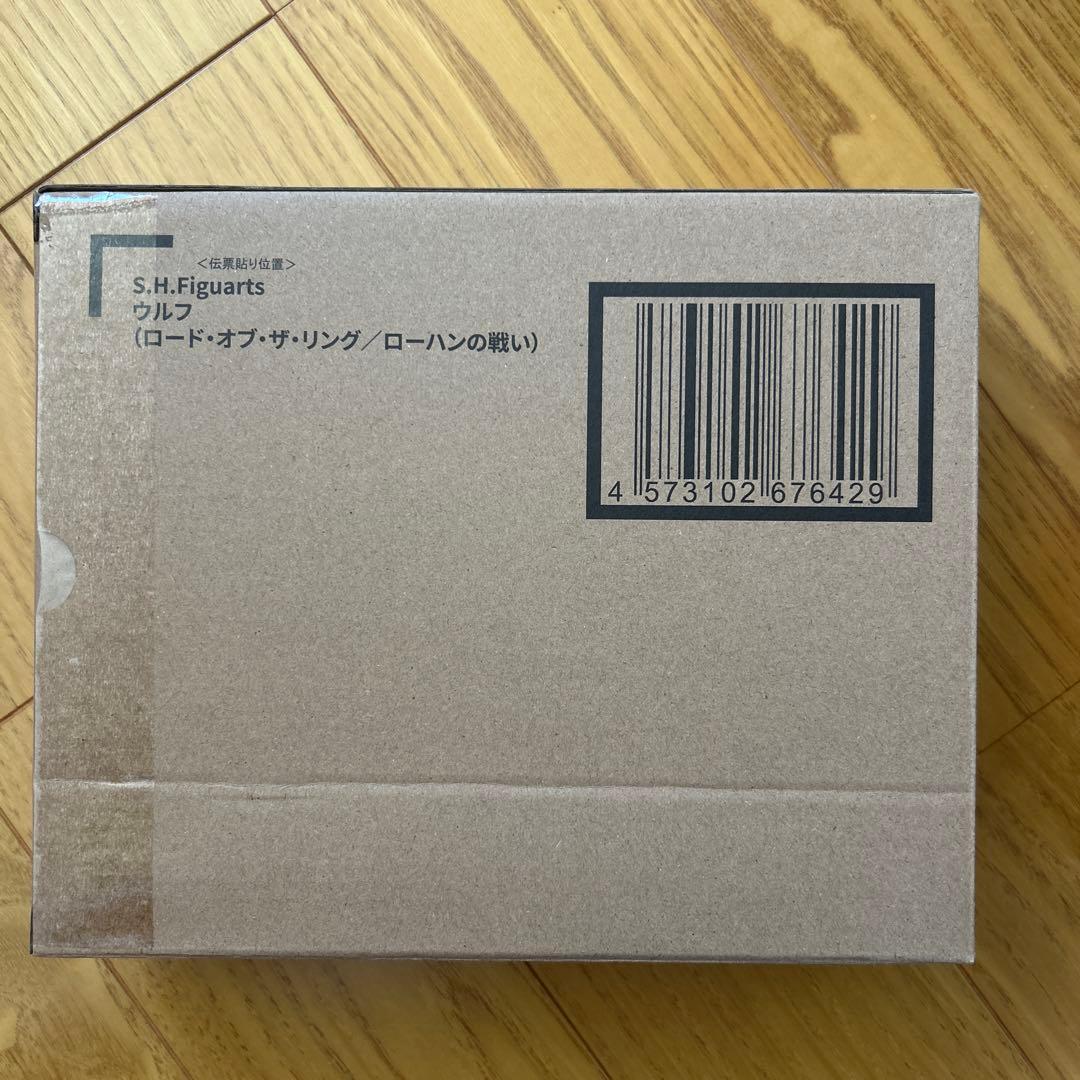 ＜伝票貼り位置＞
S.H.Figuarts
ウルフ
（ロード・オブ・ザ・リング／ローハンの戦い）
4 573102 676429